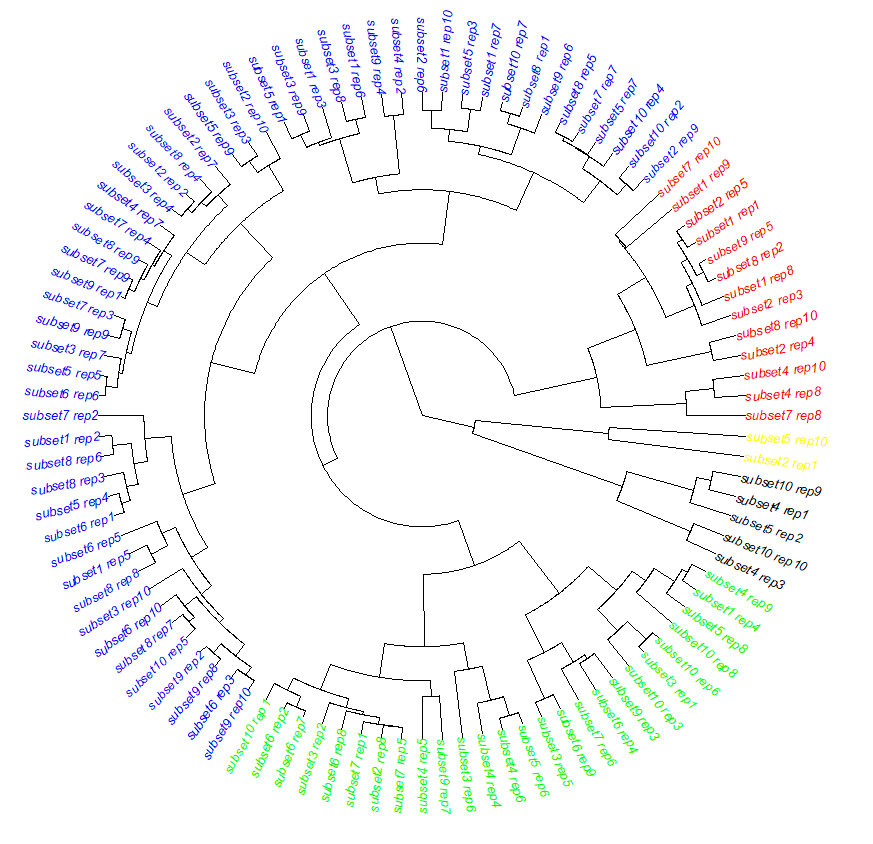 subset2 rep6
subset1 rep10
subset5 rep3
subset1 rep7
subset10 rep7
subset8 rep1
subset9 rep6
subset8 rep5
subset7 rep7
subset5 rep7
subset10 rep4
subset10 rep2
subset2 rep9
subset7 rep10
subset1 rep9
subset2 rep5
subset1 rep1
subset9 rep5
subset8 rep2
subset1 rep8
subset2 rep3
subset8 rep10
subset2 rep4
subset4 rep10
subset4 rep8
subset7 rep8
subset5 rep10
subset2 rep1
subset10 rep9
subset4 rep1
subset5 rep2
subset10 rep10
subset4 rep3
subset4 rep9
subset1 rep4
subset5 rep8
subset10 rep8
subset10 rep6
subset3 rep1
subset10 rep3
subset9 rep3
subset6 rep4
subset7 rep6
subset6 rep9
subset3 rep5
subset5 rep6
subset4 rep6
subset4 rep4
subset3 rep6
subset9 rep7
subset4 rep5
subset7 rep5
subset2 rep8
subset7 rep1
subset6 rep8
subset3 rep2
subset6 rep7
subset6 rep2
subset10 rep1
subset9 rep10
subset6 rep3
subset9 rep8
subset9 rep2
subset10 rep5
subset8 rep7
subset6 rep10
subset3 rep10
subset8 rep8
subset1 rep5
subset6 rep5
subset6 rep1
subset5 rep4
subset8 rep3
subset8 rep6
subset1 rep2
subset7 rep2
subset6 rep6
subset5 rep5
subset3 rep7
subset9 rep9
subset7 rep3
subset9 rep1
subset7 rep9
subset8 rep9
subset7 rep4
subset4 rep7
subset3 rep4
subset2 rep2
subset8 rep4
subset2 rep7
subset5 rep9
subset3 rep3
subset2 rep10
subset5 rep1
subset3 rep9
subset1 rep3
subset3 rep8
subset1 rep6
subset9 rep4
subset4 rep2